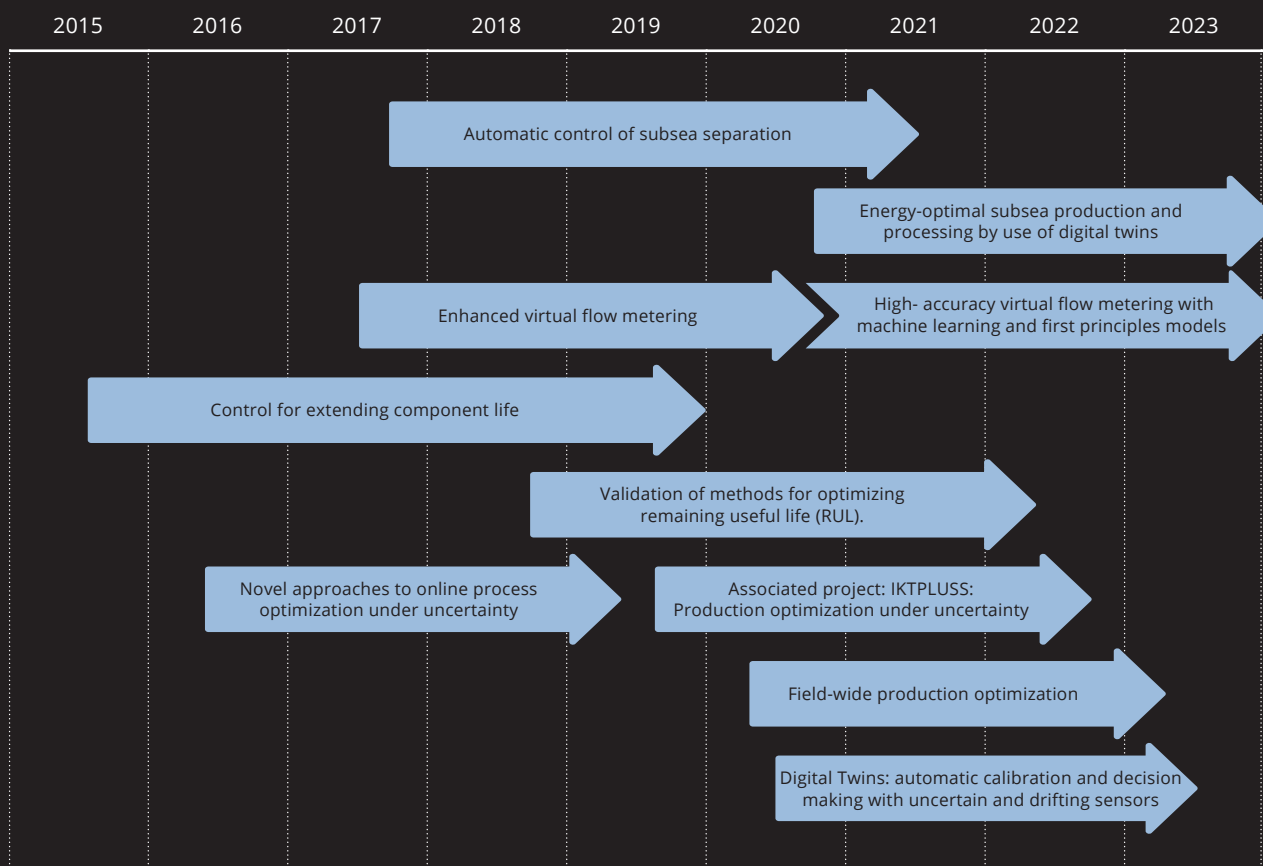 2015 2016 2017 2018 2019 2020 2021 2022 2023
Automatic control of subsea separation
Energy-optimal subsea production and
processing by use of digital twins
Enhanced virtual flow metering
High- accuracy virtual flow metering with
machine learning and first principles models
Control for extending component life
Validation of methods for optimizing
remaining useful life (RUL).
Novel approaches to online process
optimization under uncertainty
Associated project: IKTPLUSS:
Production optimization under uncertainty
Field-wide production optimization
Digital Twins: automatic calibration and decision
making with uncertain and drifting sensors